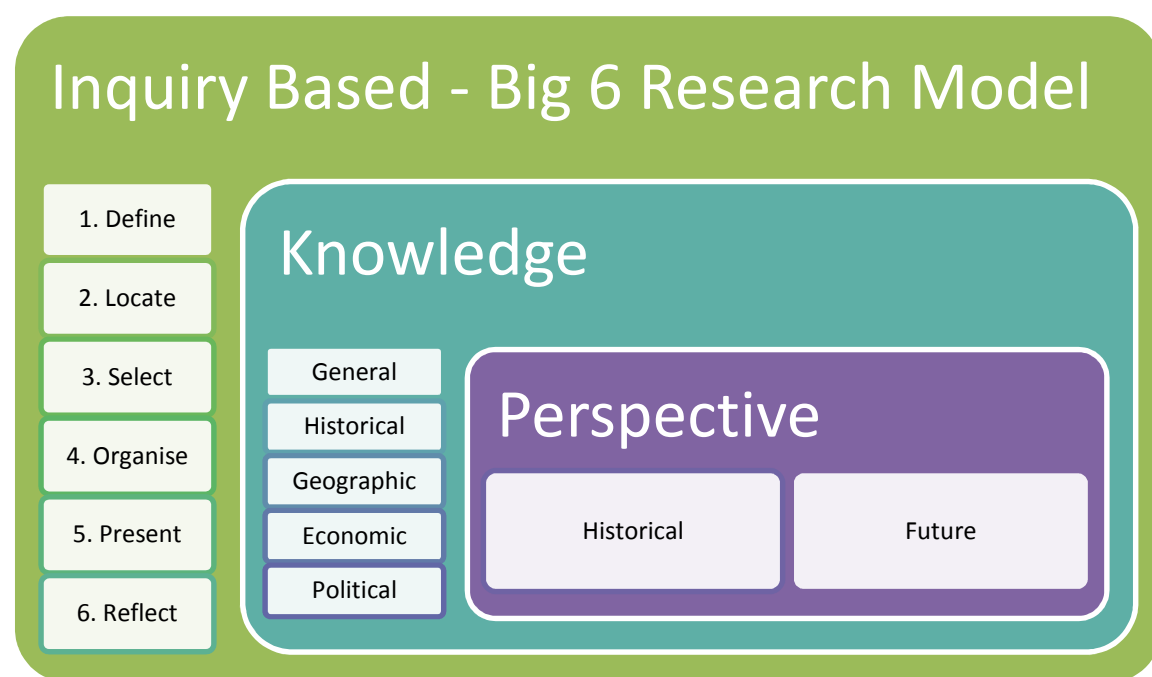 Inquiry Based - Big 6 Research Model
1. Define
2. Locate
3. Select
4. Organise
5. Present
6. Reflect
Knowledge
General
Historical
Geographic
Economic
Political
Perspective
Historical
Future